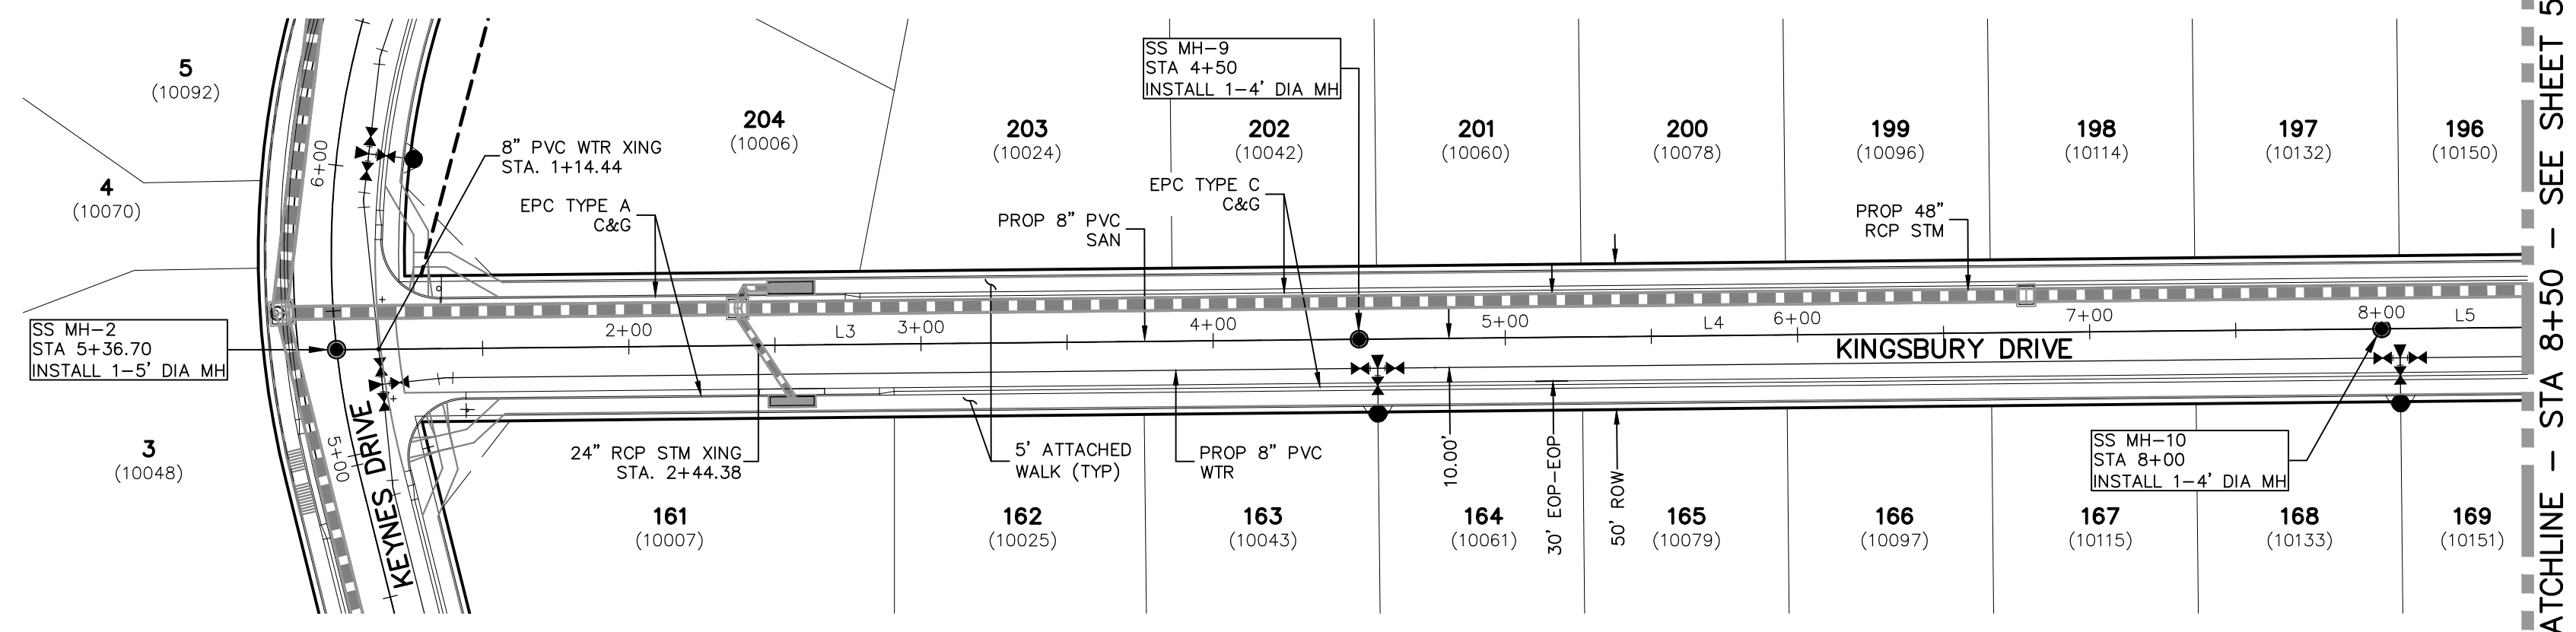 5
(10092)
4
(10070)
3
(10048)
204
(10006)
203
(10024)
202
(10042)
201
(10060)
200
(10078)
199
(10096)
198
(10114)
197
(10132)
196
(10150)
SS MH-9
STA 4+50
INSTALL 1-4' DIA MH
8" PVC WTR XING
STA. 1+14.44
EPC TYPE A
C&G
EPC TYPE C
C&G
PROP 8" PVC
SAN
PROP 48"
RCP STM
6+00
SS MH-2
STA 5+36.70
INSTALL 1-5' DIA MH
2+00
L3
3+00
4+00
5+00
L4
6+00
7+00
8+00
L5
KINGSBURY DRIVE
KEYNES DRIVE
5+00
24" RCP STM XING
STA. 2+44.38
5' ATTACHED
WALK (TYP)
PROP 8" PVC
WTR
10.00'
30' EOP-EOP
50' ROW
SS MH-10
STA 8+00
INSTALL 1-4' DIA MH
161
(10007)
162
(10025)
163
(10043)
164
(10061)
165
(10079)
166
(10097)
167
(10115)
168
(10133)
169
(10151)
ATCHLINE - STA 8+50 - SEE SHEET 5